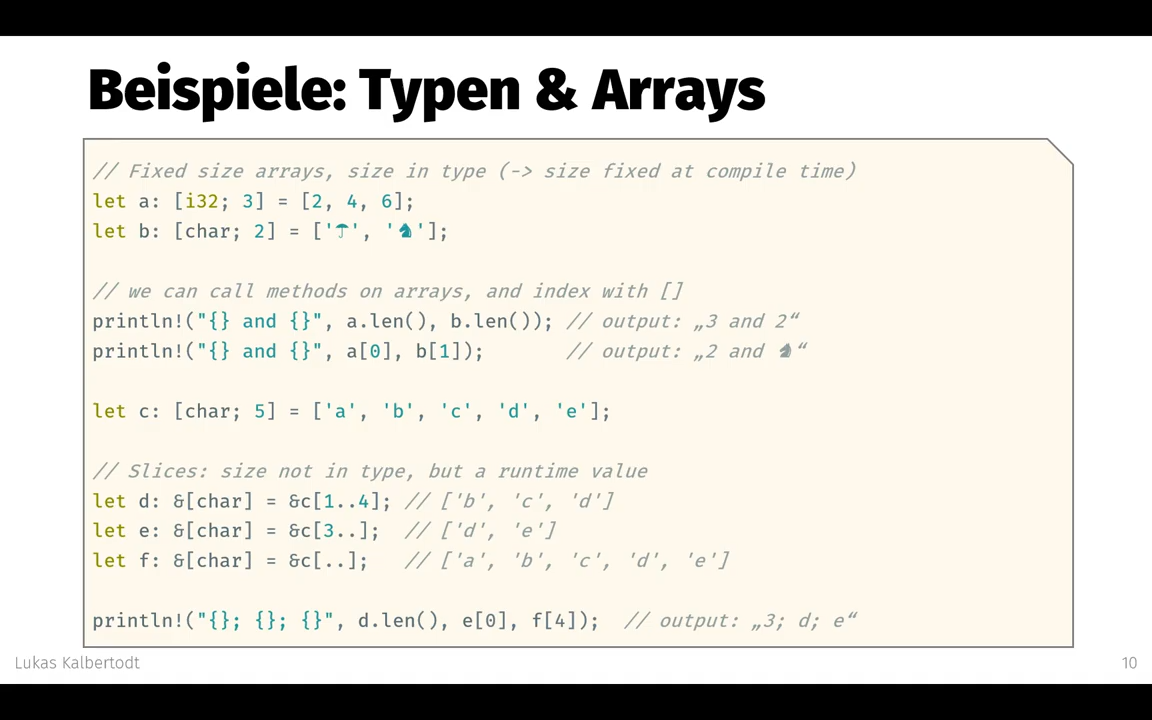 Beispiele: Typen & Arrays
// Fixed size arrays, size in type (-> size fixed at compile time)
let a: [i32; 3] = [2, 4, 6];
let b: [char; 2] = ['☂', '♞'];
// we can call methods on arrays, and index with []
println!("{} and {}", a.len(), b.len()); // output: „3 and 2“
println!("{} and {}", a[0], b[1]);       // output: „2 and ♞“
let c: [char; 5] = ['a', 'b', 'c', 'd', 'e'];
// Slices: size not in type, but a runtime value
let d: &[char] = &c[1..4]; // ['b', 'c', 'd']
let e: &[char] = &c[3..];  // ['d', 'e']
let f: &[char] = &c[..];   // ['a', 'b', 'c', 'd', 'e']
println!("{}; {}; {}", d.len(), e[0], f[4]);  // output: „3; d; e“
Lukas Kalbertodt
10